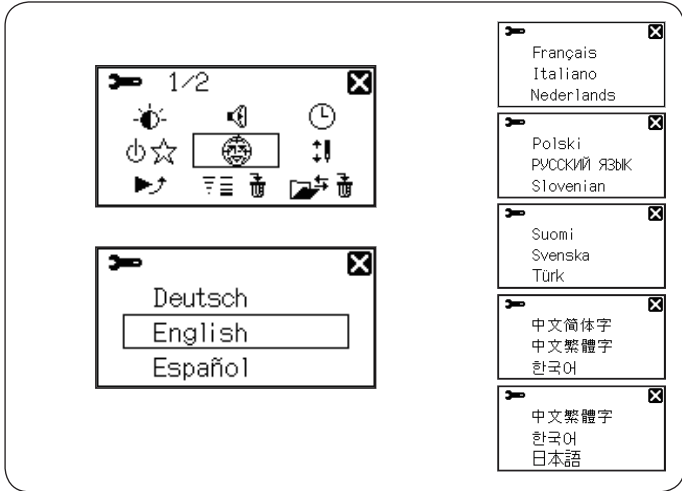 1/2
Deutsch
English
Español
Français
Italiano
Nederlands
Polski
РУССКИЙ ЯЗЫК
Slovenian
Suomi
Svenska
Türk
中文简体字
中文繁體字
한국어
中文繁體字
한국어
日本語